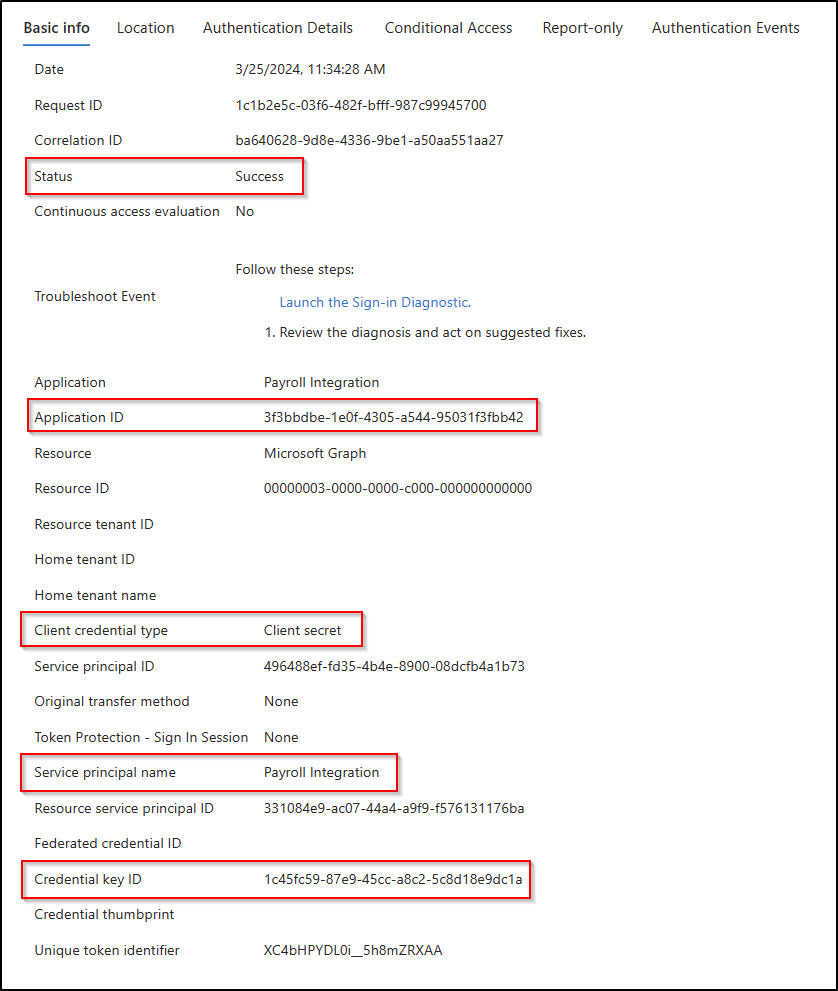 Basic info Location Authentication Details Conditional Access Report-only Authentication Events
Date 3/25/2024, 11:34:28 AM
Request ID 1c1b2e5c-03f6-482f-bfff-987c99945700
Correlation ID ba640628-9d8e-4336-9be1-a50aa551aa27
Status Success
Continuous access evaluation No
Follow these steps:
Troubleshoot Event
Launch the Sign-in Diagnostic.
1. Review the diagnosis and act on suggested fixes.
Application Payroll Integration
Application ID 3f3bbdbe-1e0f-4305-a544-95031f3fbb42
Resource Microsoft Graph
Resource ID 00000003-0000-0000-c000-000000000000
Resource tenant ID
Home tenant ID
Home tenant name
Client credential type Client secret
Service principal ID 496488ef-fd35-4b4e-8900-08dcfb4a1b73
Original transfer method None
Token Protection - Sign In Session None
Service principal name Payroll Integration
Resource service principal ID 331084e9-ac07-44a4-a9f9-f576131176ba
Federated credential ID
Credential key ID 1c45fc59-87e9-45cc-a8c2-5c8d18e9dc1a
Credential thumbprint
Unique token identifier XC4bHPYDL0i__5h8mZRXAA